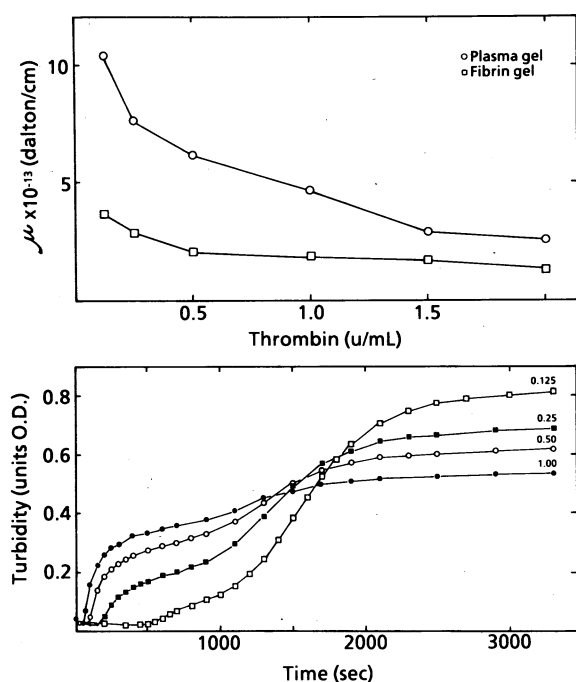 Plasma gel
Fibrin gel
10
5
μ x10⁻¹³ (dalton/cm)
0.5 1.0 1.5
Thrombin (u/mL)
0.8
0.6
0.4
0.2
Turbidity (units O.D.)
0.125
0.25
0.50
1.00
1000 2000 3000
Time (sec)